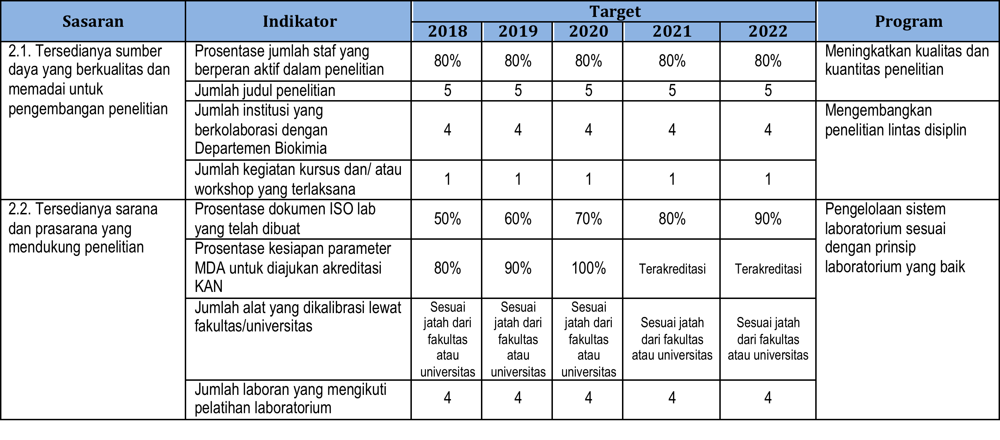 Sasaran
Indikator
Target
Program
2018
2019
2020
2021
2022
2.1. Tersedianya sumber
daya yang berkualitas dan
memadai untuk
pengembangan penelitian
Prosentase jumlah staf yang
berperan aktif dalam penelitian
80%
80%
80%
80%
80%
Meningkatkan kualitas dan
kuantitas penelitian
Jumlah judul penelitian
5
5
5
5
5
Jumlah institusi yang
berkolaborasi dengan
Departemen Biokimia
4
4
4
4
4
Mengembangkan
penelitian lintas disiplin
Jumlah kegiatan kursus dan/ atau
workshop yang terlaksana
1
1
1
1
1
2.2. Tersedianya sarana
dan prasarana yang
mendukung penelitian
Prosentase dokumen ISO lab
yang telah dibuat
50%
60%
70%
80%
90%
Pengelolaan sistem
laboratorium sesuai
dengan prinsip
laboratorium yang baik
Prosentase kesiapan parameter
MDA untuk diajukan akreditasi
KAN
80%
90%
100%
Terakreditasi
Terakreditasi
Jumlah alat yang dikalibrasi lewat
fakultas/universitas
Sesuai
jatah dari
fakultas
atau
universitas
Sesuai
jatah dari
fakultas
atau
universitas
Sesuai
jatah dari
fakultas
atau
universitas
Sesuai jatah
dari fakultas
atau universitas
Sesuai jatah
dari fakultas
atau universitas
Jumlah laboran yang mengikuti
pelatihan laboratorium
4
4
4
4
4